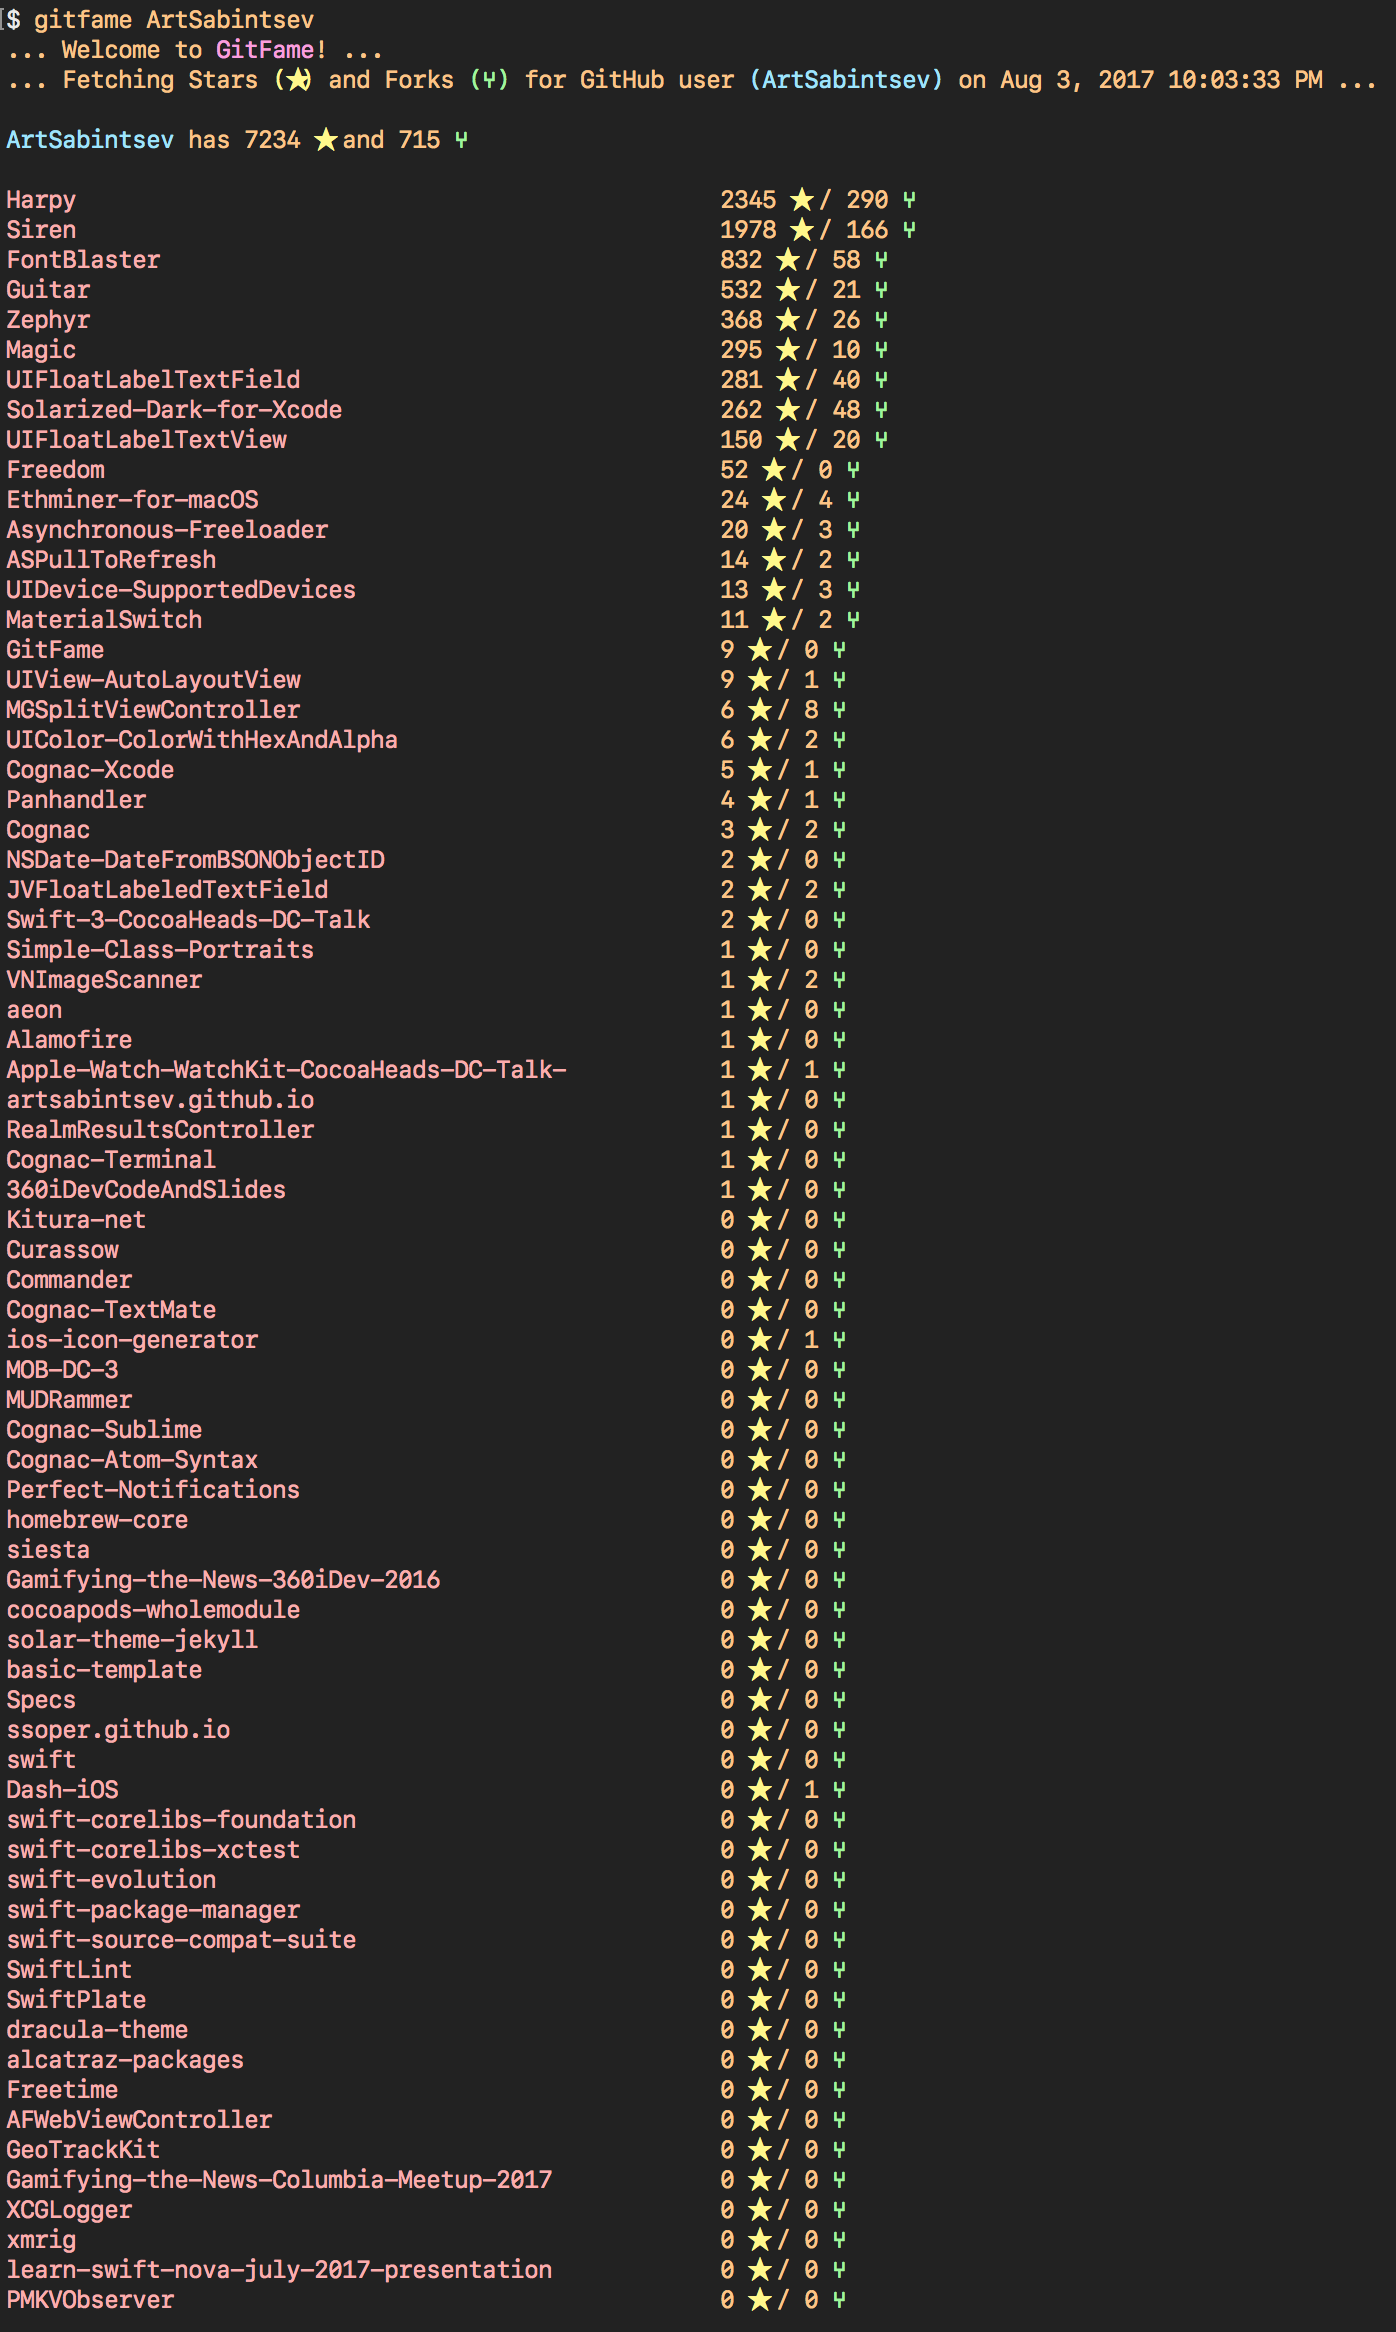 $ gitfame ArtSabintsev
... Welcome to GitFame! ...
... Fetching Stars (⭐) and Forks (⑂) for GitHub user (ArtSabintsev) on Aug 3, 2017 10:03:33 PM ...
ArtSabintsev has 7234 ⭐ and 715 ⑂
Harpy 2345 ⭐ / 290 ⑂
Siren 1978 ⭐ / 166 ⑂
FontBlaster 832 ⭐ / 58 ⑂
Guitar 532 ⭐ / 21 ⑂
Zephyr 368 ⭐ / 26 ⑂
Magic 295 ⭐ / 10 ⑂
UIFloatLabelTextField 281 ⭐ / 40 ⑂
Solarized-Dark-for-Xcode 262 ⭐ / 48 ⑂
UIFloatLabelTextView 150 ⭐ / 20 ⑂
Freedom 52 ⭐ / 0 ⑂
Ethminer-for-macOS 24 ⭐ / 4 ⑂
Asynchronous-Freeloader 20 ⭐ / 3 ⑂
ASPullToRefresh 14 ⭐ / 2 ⑂
UIDevice-SupportedDevices 13 ⭐ / 3 ⑂
MaterialSwitch 11 ⭐ / 2 ⑂
GitFame 9 ⭐ / 0 ⑂
UIView-AutoLayoutView 9 ⭐ / 1 ⑂
MGSplitViewController 6 ⭐ / 8 ⑂
UIColor-ColorWithHexAndAlpha 6 ⭐ / 2 ⑂
Cognac-Xcode 5 ⭐ / 1 ⑂
Panhandler 4 ⭐ / 1 ⑂
Cognac 3 ⭐ / 2 ⑂
NSDate-DateFromBSONObjectID 2 ⭐ / 0 ⑂
JVFloatLabeledTextField 2 ⭐ / 2 ⑂
Swift-3-CocoaHeads-DC-Talk 2 ⭐ / 0 ⑂
Simple-Class-Portraits 1 ⭐ / 0 ⑂
VNImageScanner 1 ⭐ / 2 ⑂
aeon 1 ⭐ / 0 ⑂
Alamofire 1 ⭐ / 0 ⑂
Apple-Watch-WatchKit-CocoaHeads-DC-Talk- 1 ⭐ / 1 ⑂
artsabintsev.github.io 1 ⭐ / 0 ⑂
RealmResultsController 1 ⭐ / 0 ⑂
Cognac-Terminal 1 ⭐ / 0 ⑂
360iDevCodeAndSlides 1 ⭐ / 0 ⑂
Kitura-net 0 ⭐ / 0 ⑂
Curassow 0 ⭐ / 0 ⑂
Commander 0 ⭐ / 0 ⑂
Cognac-TextMate 0 ⭐ / 0 ⑂
ios-icon-generator 0 ⭐ / 1 ⑂
MOB-DC-3 0 ⭐ / 0 ⑂
MUDRammer 0 ⭐ / 0 ⑂
Cognac-Sublime 0 ⭐ / 0 ⑂
Cognac-Atom-Syntax 0 ⭐ / 0 ⑂
Perfect-Notifications 0 ⭐ / 0 ⑂
homebrew-core 0 ⭐ / 0 ⑂
siesta 0 ⭐ / 0 ⑂
Gamifying-the-News-360iDev-2016 0 ⭐ / 0 ⑂
cocoapods-wholemodule 0 ⭐ / 0 ⑂
solar-theme-jekyll 0 ⭐ / 0 ⑂
basic-template 0 ⭐ / 0 ⑂
Specs 0 ⭐ / 0 ⑂
ssoper.github.io 0 ⭐ / 0 ⑂
swift 0 ⭐ / 0 ⑂
Dash-iOS 0 ⭐ / 1 ⑂
swift-corelibs-foundation 0 ⭐ / 0 ⑂
swift-corelibs-xctest 0 ⭐ / 0 ⑂
swift-evolution 0 ⭐ / 0 ⑂
swift-package-manager 0 ⭐ / 0 ⑂
swift-source-compat-suite 0 ⭐ / 0 ⑂
SwiftLint 0 ⭐ / 0 ⑂
SwiftPlate 0 ⭐ / 0 ⑂
dracula-theme 0 ⭐ / 0 ⑂
alcatraz-packages 0 ⭐ / 0 ⑂
Freetime 0 ⭐ / 0 ⑂
AFWebViewController 0 ⭐ / 0 ⑂
GeoTrackKit 0 ⭐ / 0 ⑂
Gamifying-the-News-Columbia-Meetup-2017 0 ⭐ / 0 ⑂
XCGLogger 0 ⭐ / 0 ⑂
xmrig 0 ⭐ / 0 ⑂
learn-swift-nova-july-2017-presentation 0 ⭐ / 0 ⑂
PMKVObserver 0 ⭐ / 0 ⑂